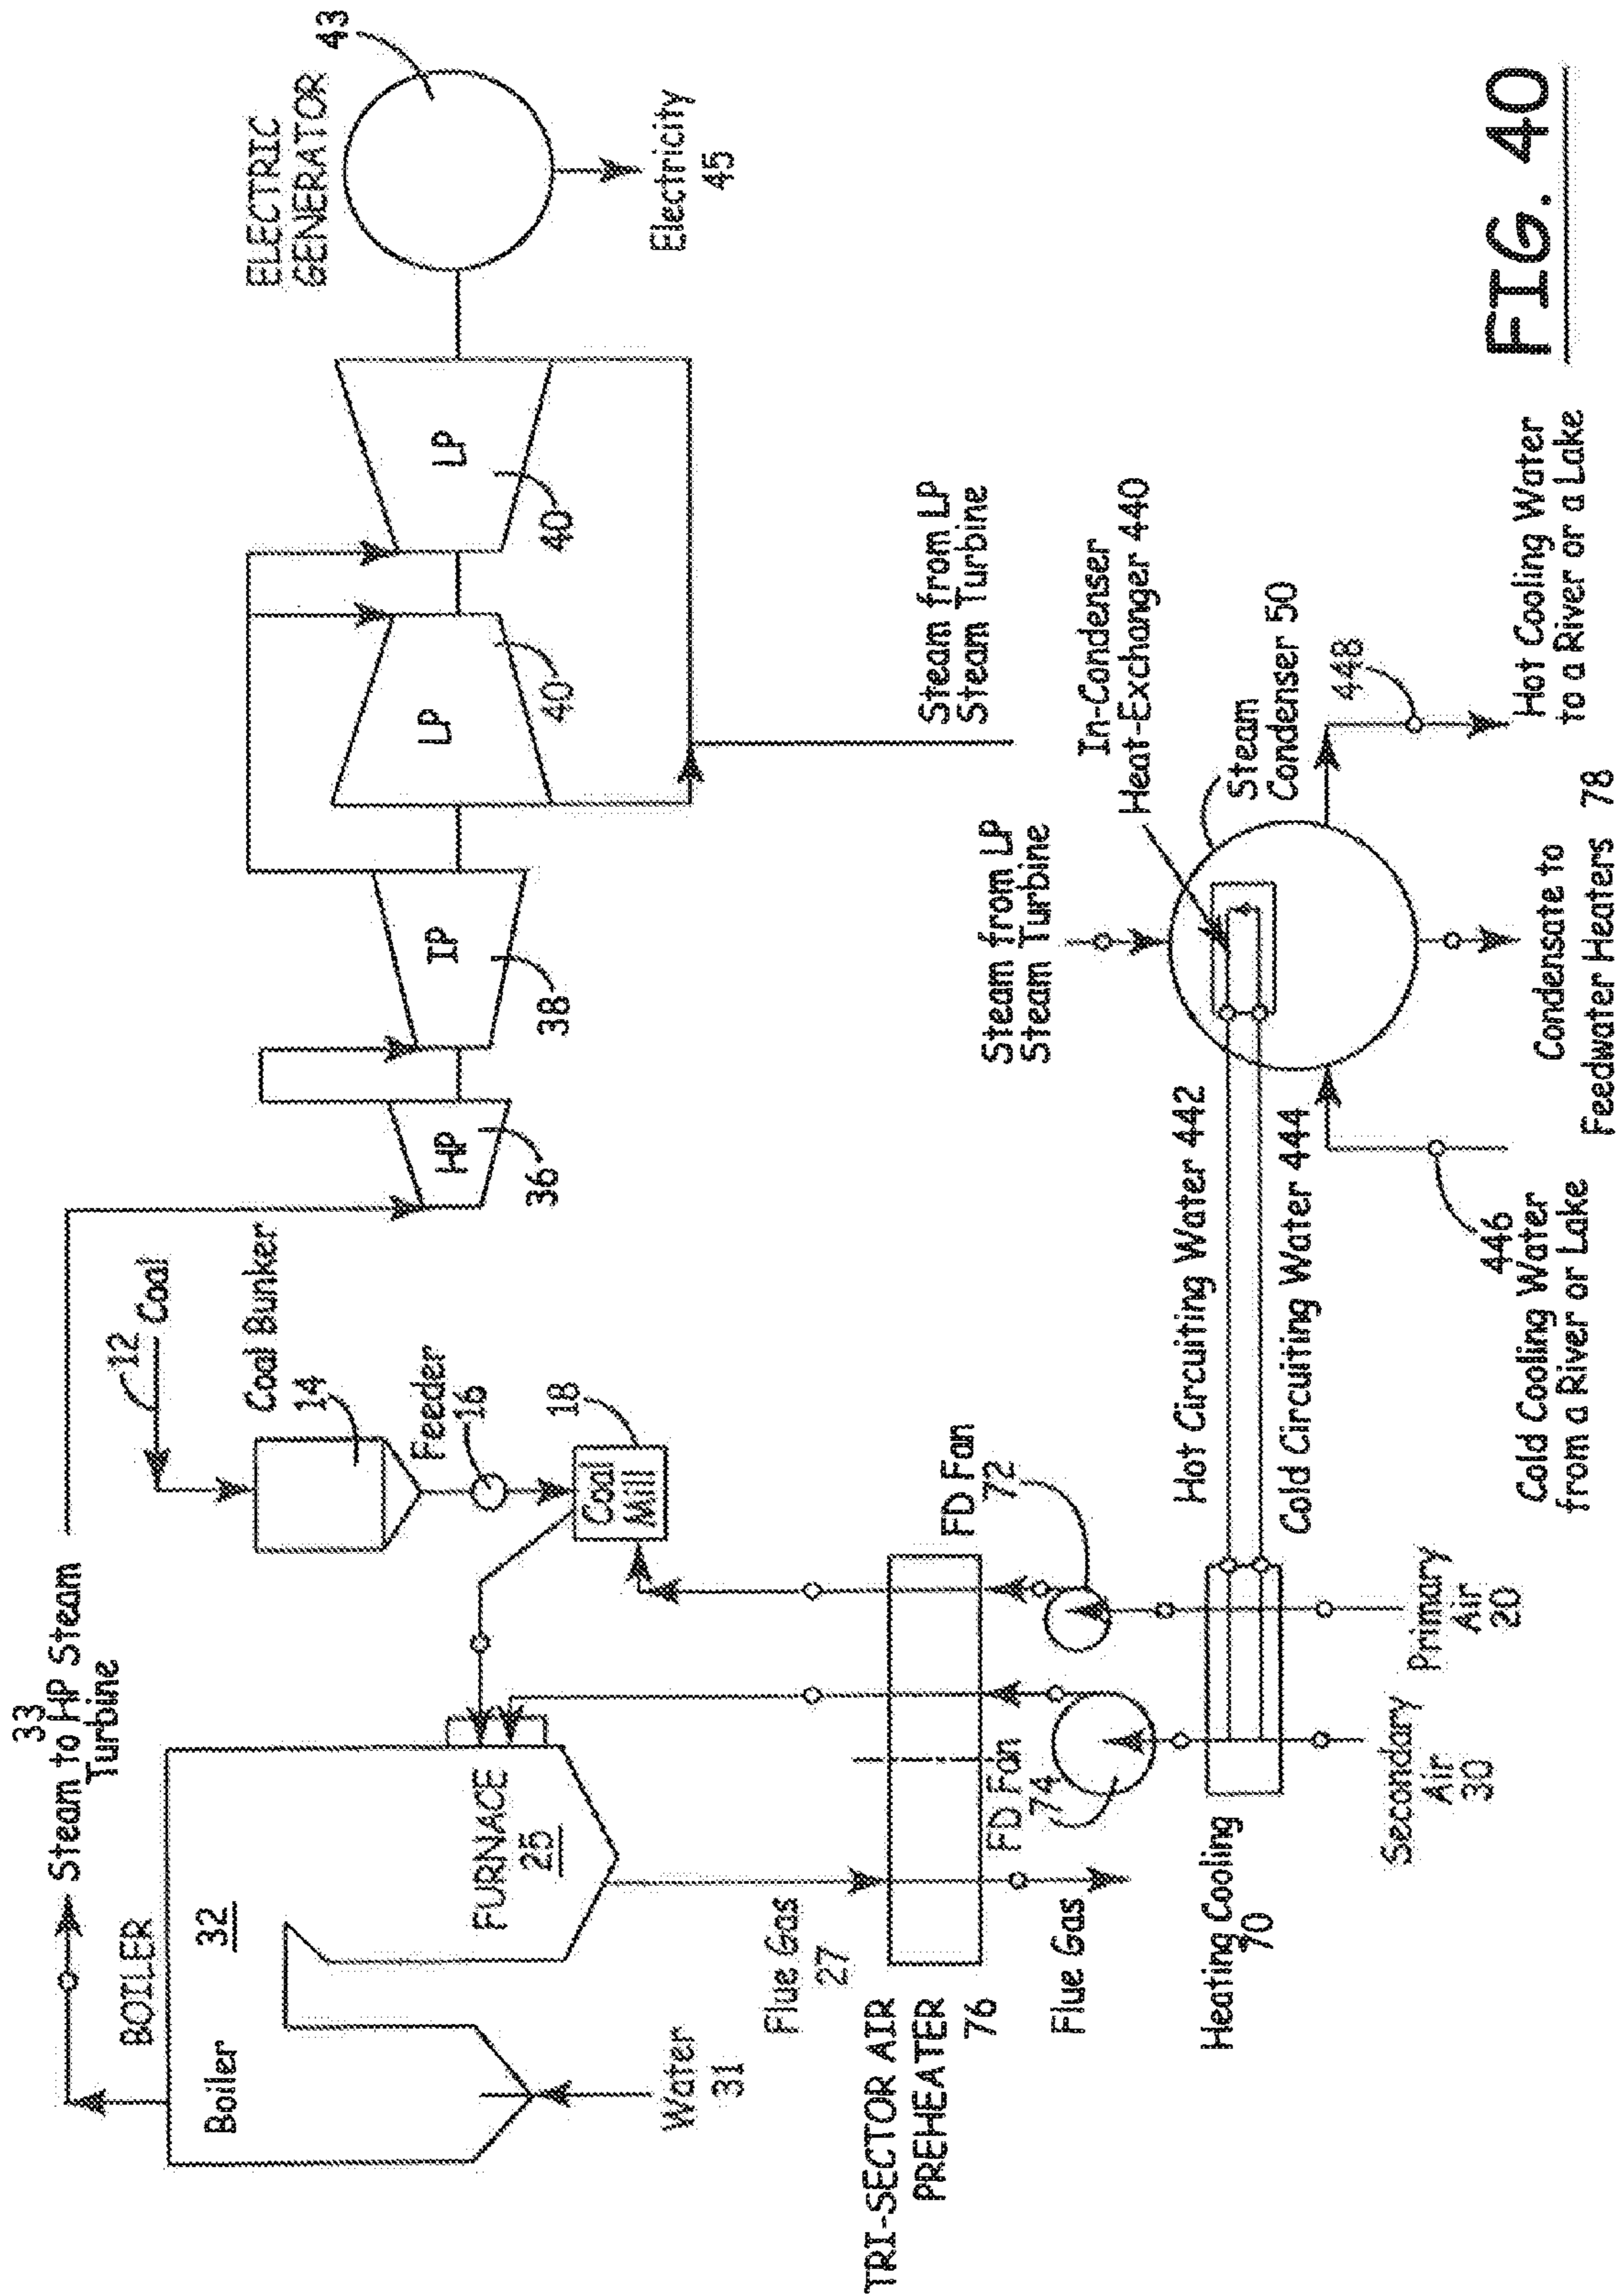 33
Steam to HP Steam
Turbine
BOILER
32
Boiler
FURNACE
25
Water
31
12
Coal
Coal Bunker
14
Feeder
16
18
Coal
Mill
HP
36
IP
38
LP
40
LP
40
ELECTRIC
GENERATOR
43
Electricity
45
Steam from LP
Steam Turbine
Flue Gas
27
TRI-SECTOR AIR
PREHEATER
76
Flue Gas
FD Fan
74
FD Fan
72
Heating Cooling
70
Secondary
Air
30
Primary
Air
20
Hot Circuiting Water 442
Cold Circuiting Water 444
Steam from LP
Steam Turbine
In-Condenser
Heat-Exchanger 440
Steam
Condenser 50
446
Cold Cooling Water
from a River or Lake
Condensate to
Feedwater Heaters 78
448
Hot Cooling Water
to a River or a Lake
FIG. 40